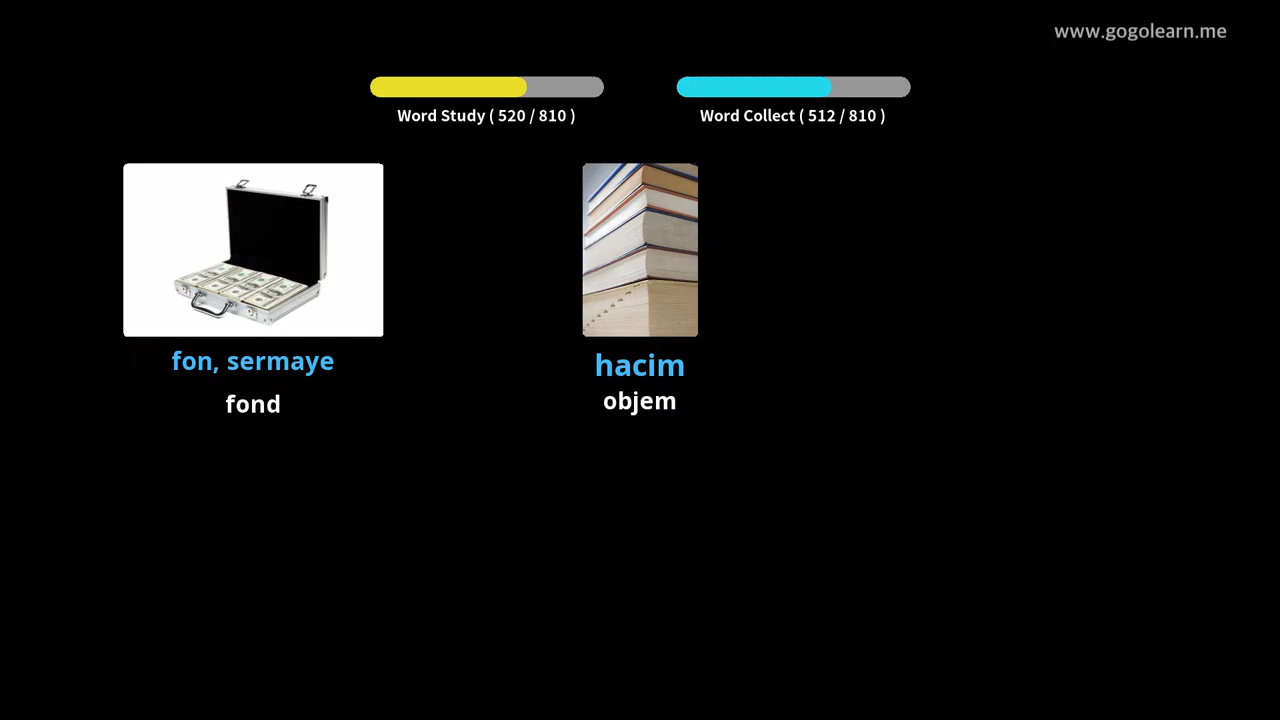 www.gogolearn.me
Word Study ( 520 / 810 )
Word Collect ( 512 / 810 )
fon, sermaye
fond
hacim
objem